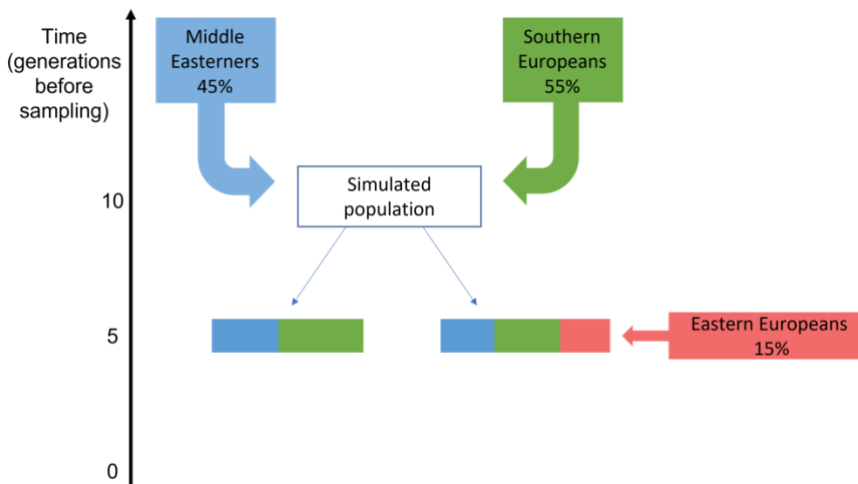 Time
(generations
before
sampling)
Middle
Easterners
45%
Southern
Europeans
55%
10
Simulated
population
5
Eastern Europeans
15%
0